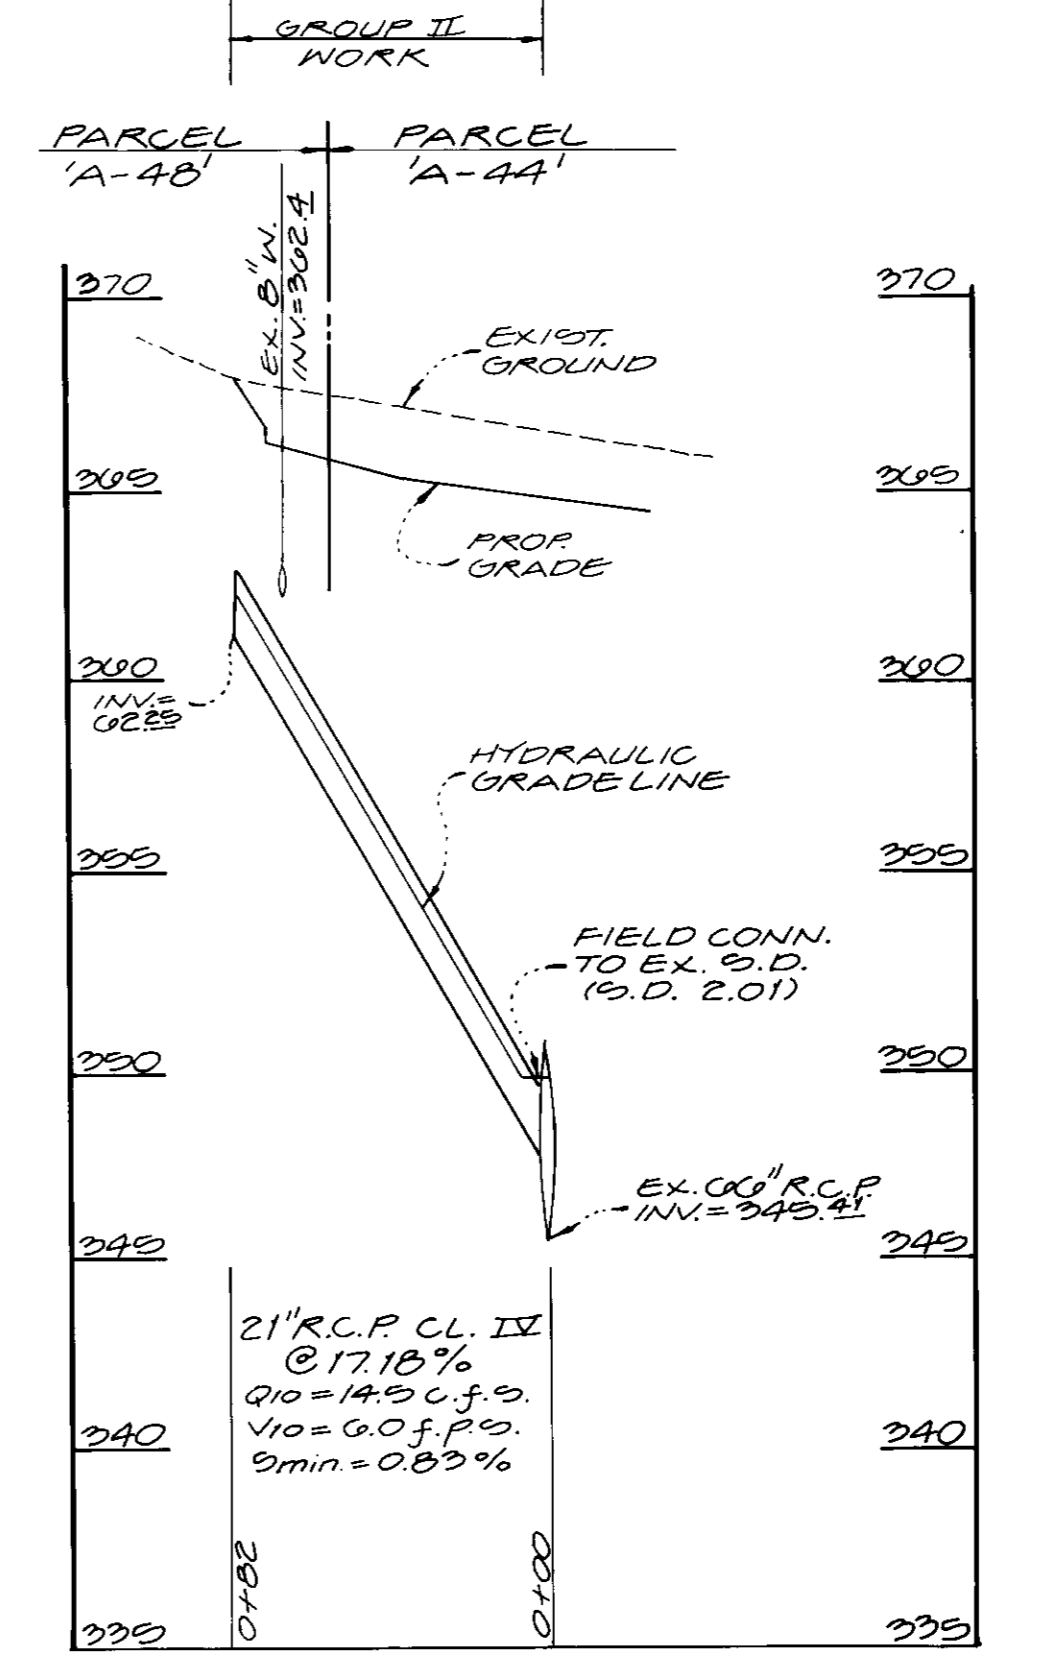 GROUP II
WORK
PARCEL
'A-48'
PARCEL
'A-44'
EX. 8" W.
INV.=362.4
370
370
EXIST.
GROUND
365
365
PROP.
GRADE
360
360
INV.=
62.25
HYDRAULIC
GRADE LINE
355
355
FIELD CONN.
TO EX. S.D.
(S.D. 2.01)
350
350
EX. 66" R.C.P.
INV.=345.41
345
345
21" R.C.P. CL. IV
@ 17.18%
Q10=14.5 c.f.s.
V10=6.0 f.p.s.
Smin.=0.83%
340
340
0+82
0+00
335
335